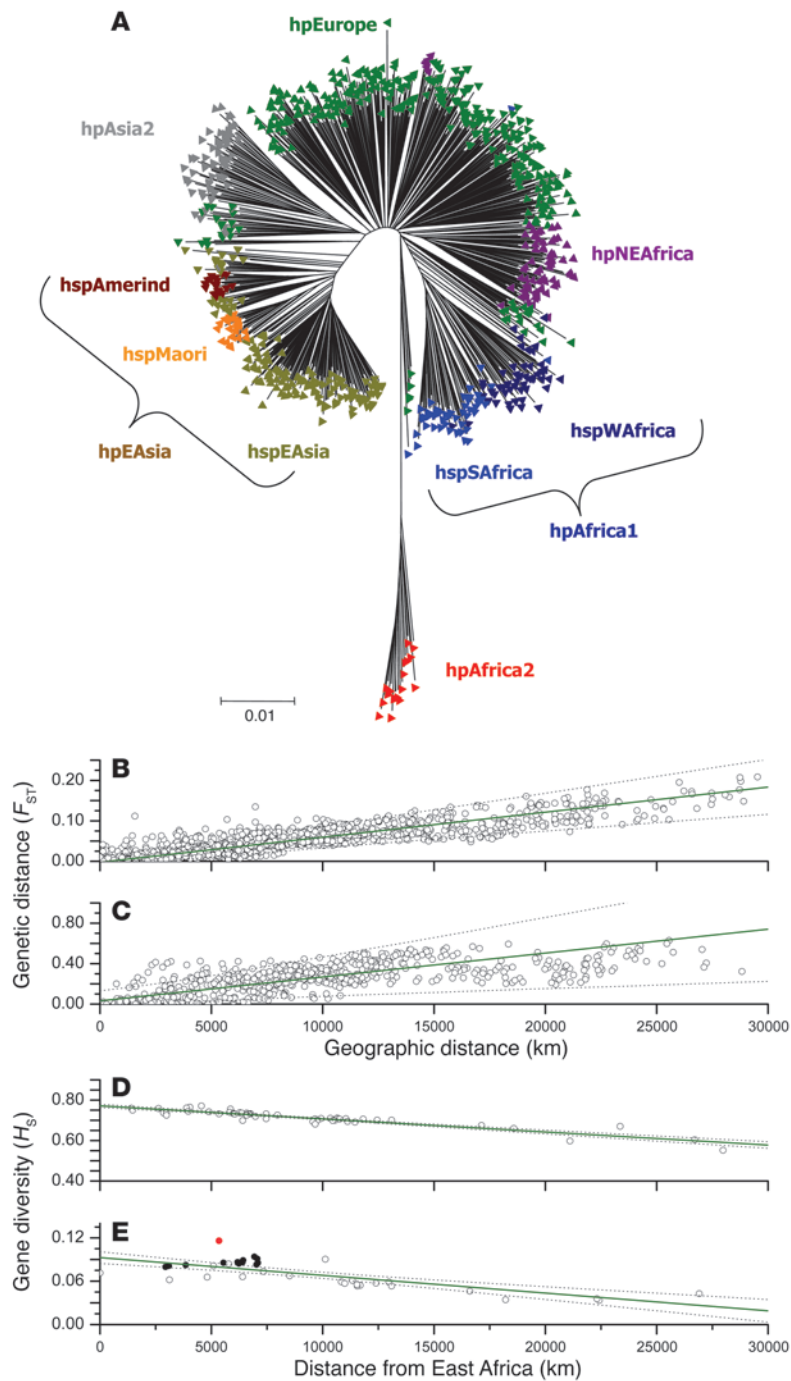 A
hpEurope
hpAsia2
hpNEAfrica
hspAmerind
hspMaori
hspWAfrica
hpEAsia
hspEAsia
hspSAfrica
hpAfrica1
hpAfrica2
0.01
B
0.20
0.10
0.00
Genetic distance (FST)
C
0.80
0.40
0.00
0 5000 10000 15000 20000 25000 30000
Geographic distance (km)
D
0.80
0.60
0.40
Gene diversity (HS)
E
0.12
0.06
0.00
0 5000 10000 15000 20000 25000 30000
Distance from East Africa (km)